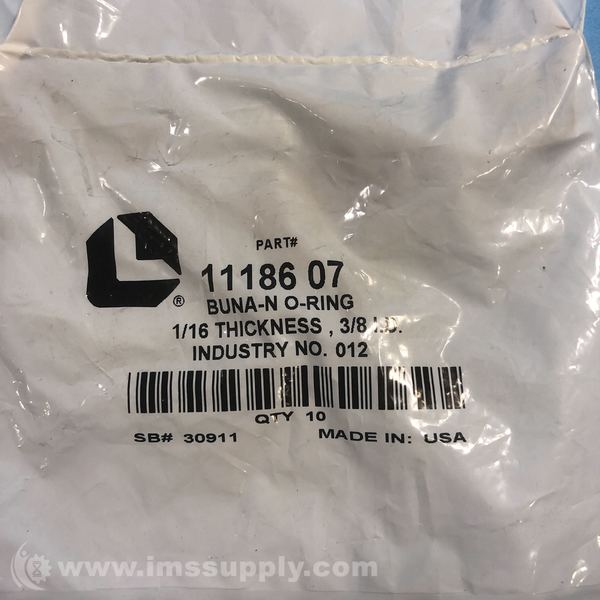 PART#
11186 07
®
BUNA-N O-RING
1/16 THICKNESS , 3/8 I.D.
INDUSTRY NO. 012
QTY 10
SB# 30911 MADE IN: USA
www.imssupply.com